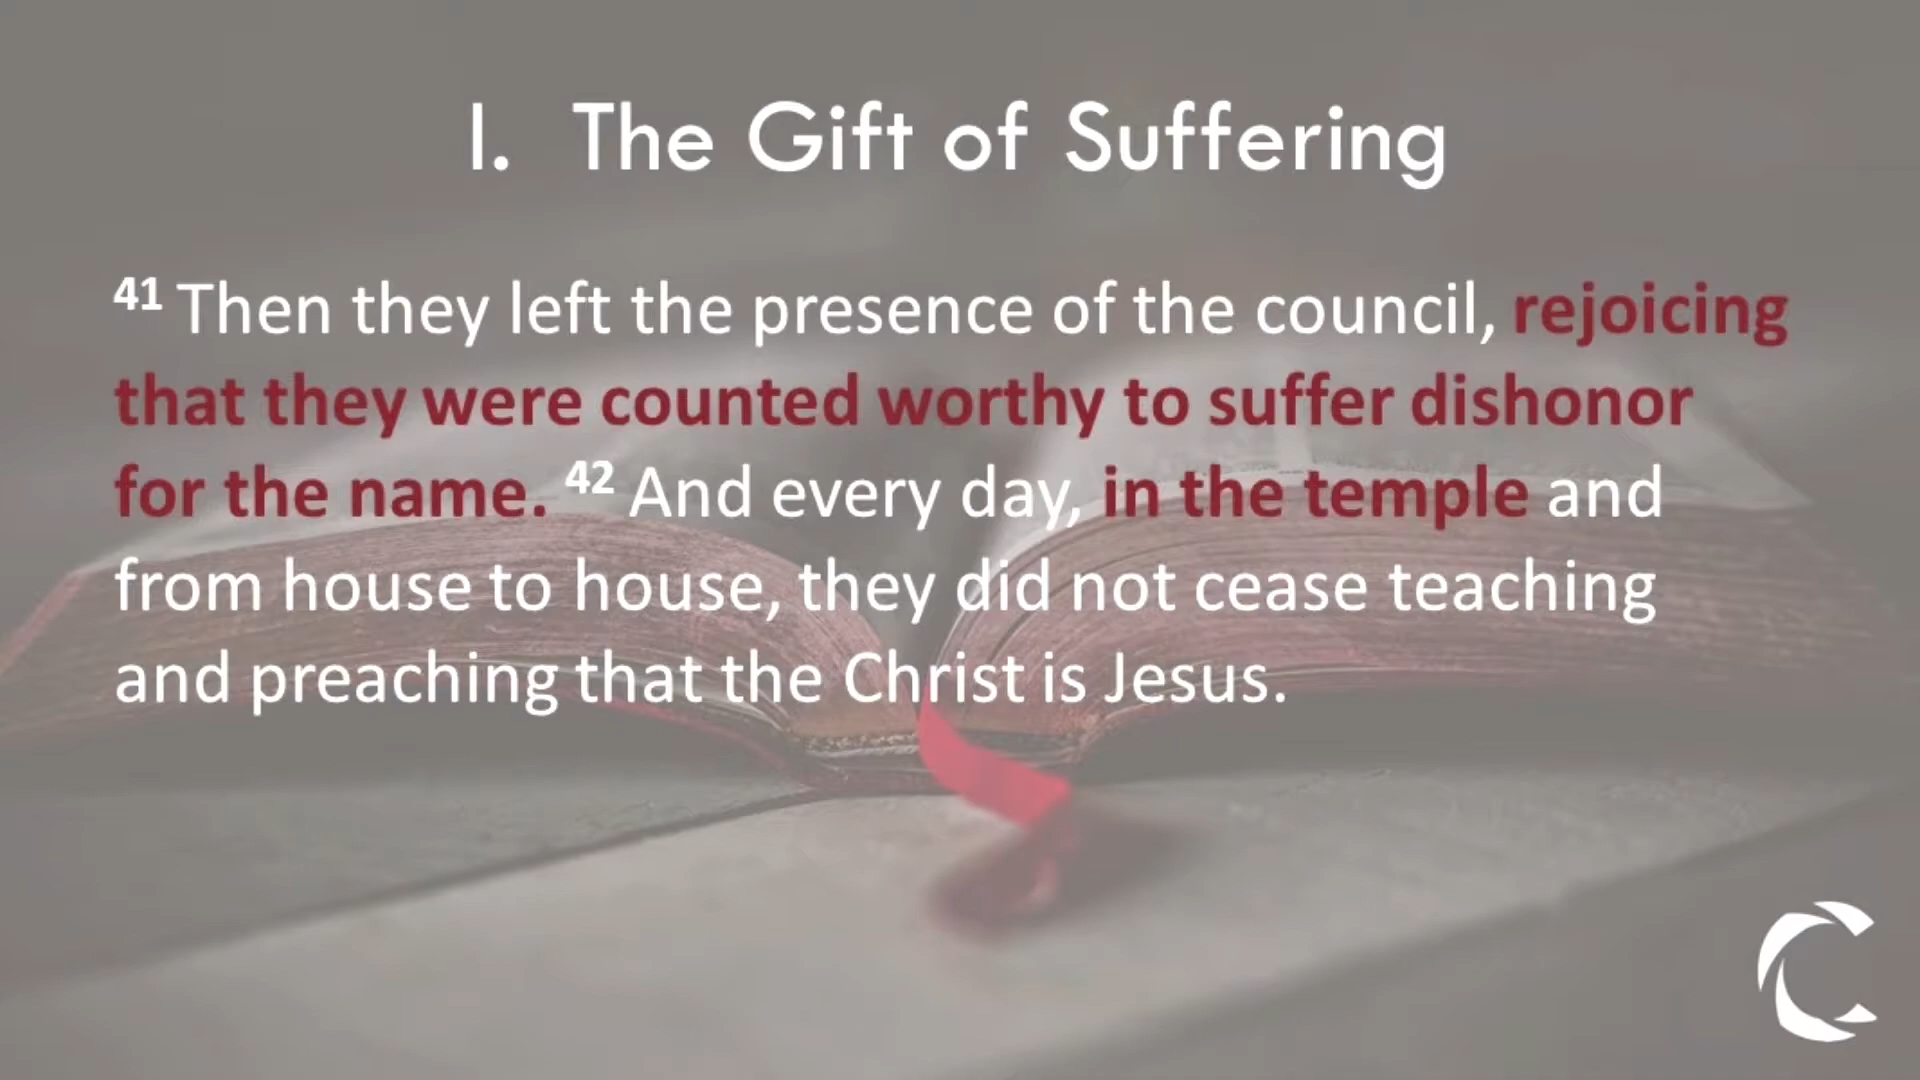 I. The Gift of Suffering
41 Then they left the presence of the council, rejoicing
that they were counted worthy to suffer dishonor
for the name. 42 And every day, in the temple and
from house to house, they did not cease teaching
and preaching that the Christ is Jesus.